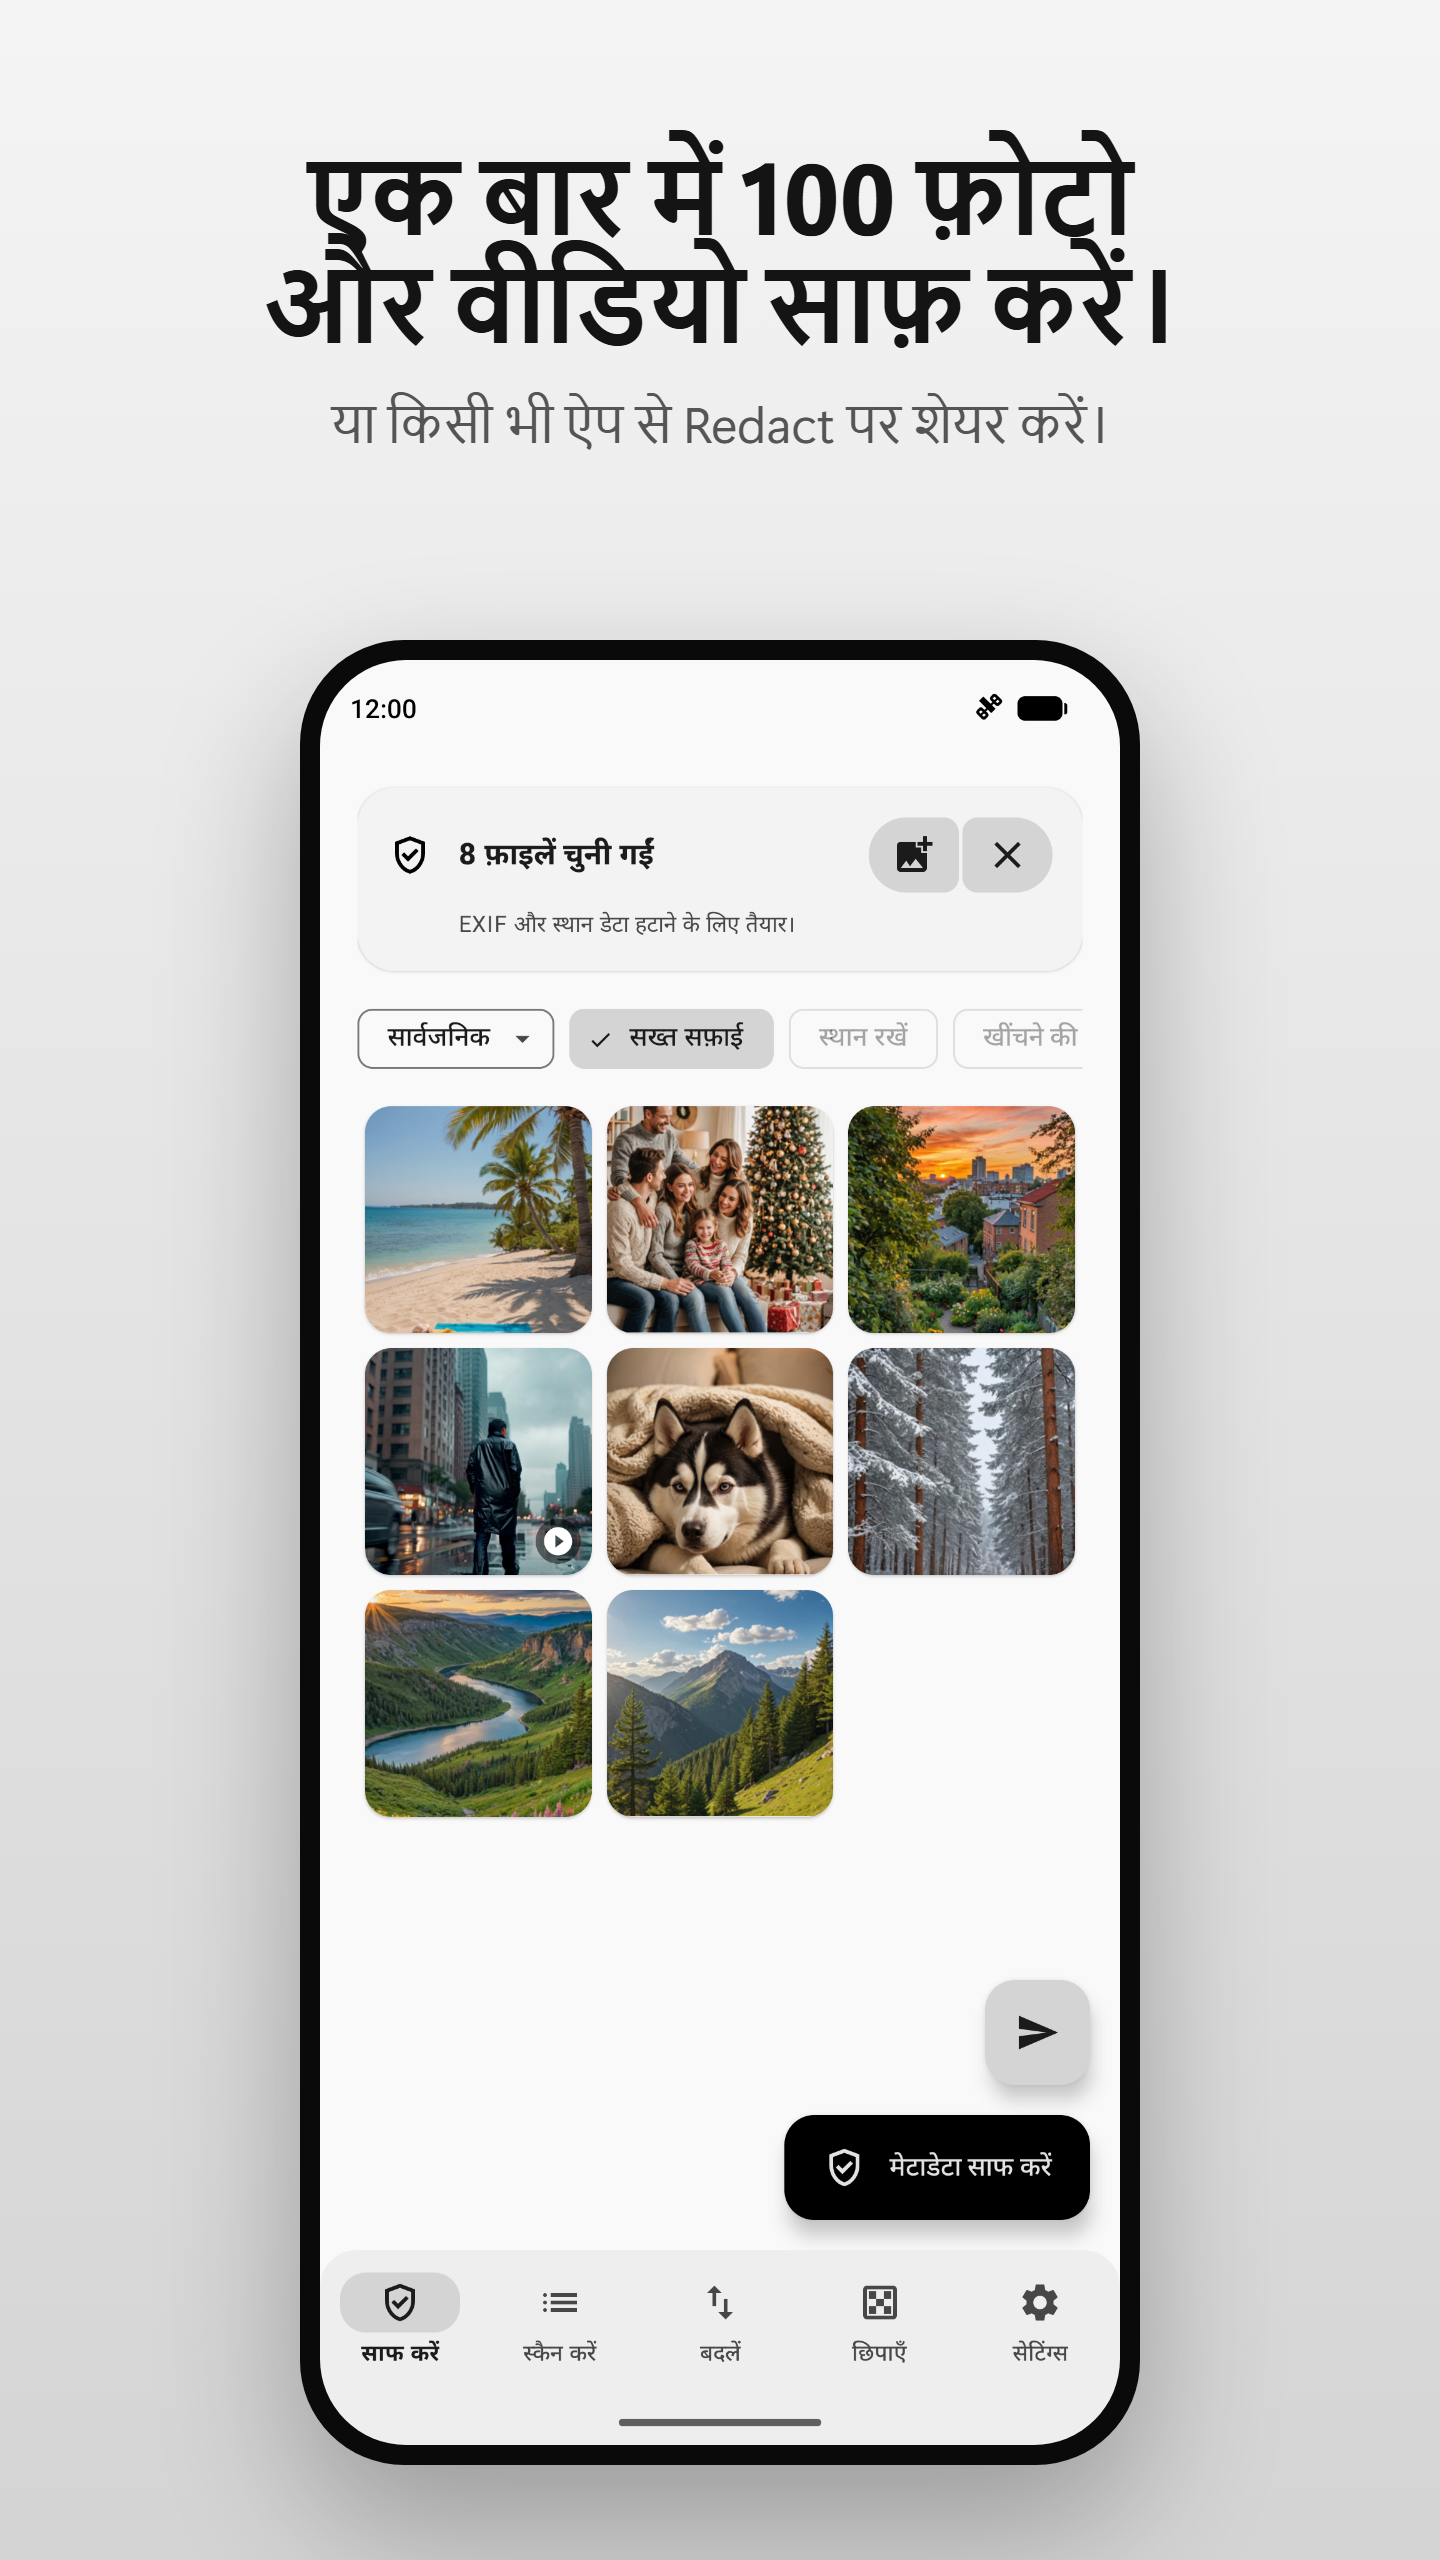 एक बार में 100 फ़ोटो
और वीडियो साफ़ करें।
या किसी भी ऐप से Redact पर शेयर करें।
12:00
8 फ़ाइलें चुनी गईं
EXIF और स्थान डेटा हटाने के लिए तैयार।
सार्वजनिक सख्त सफ़ाई स्थान रखें खींचने की
मेटाडेटा साफ करें
साफ करें स्कैन करें बदलें छिपाएँ सेटिंग्स